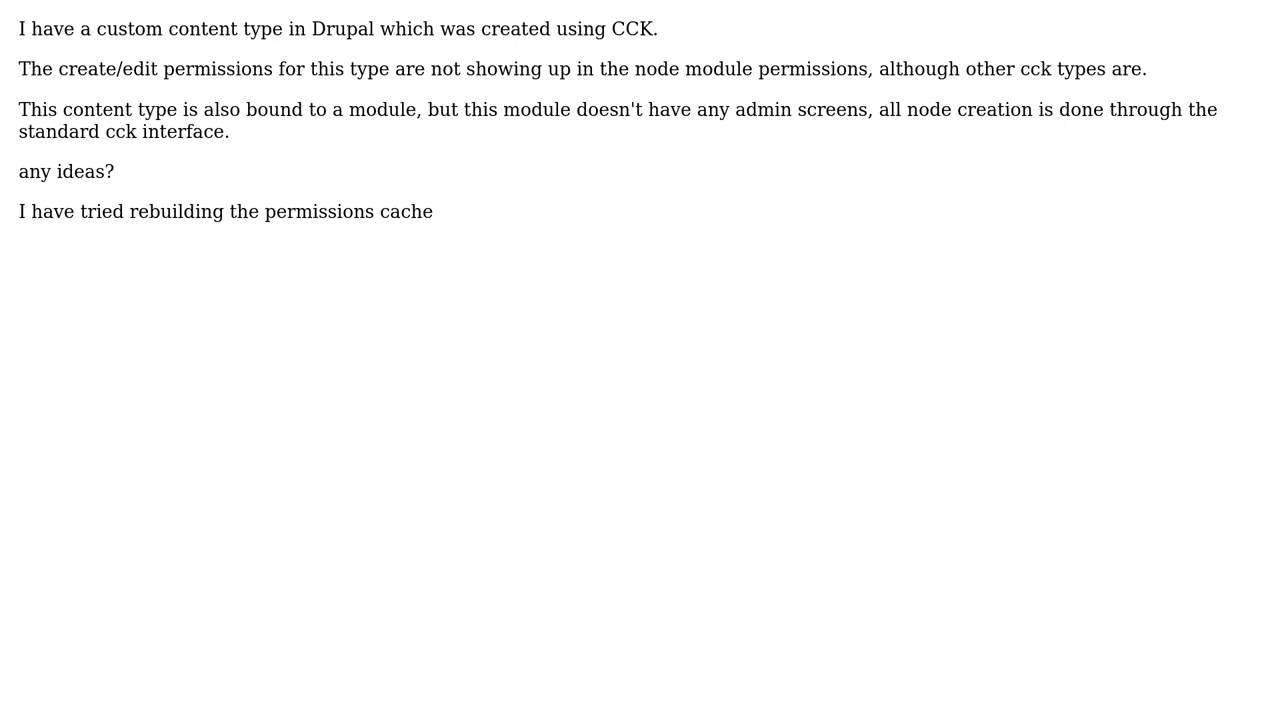 I have a custom content type in Drupal which was created using CCK.
The create/edit permissions for this type are not showing up in the node module permissions, although other cck types are.
This content type is also bound to a module, but this module doesn't have any admin screens, all node creation is done through the
standard cck interface.
any ideas?
I have tried rebuilding the permissions cache